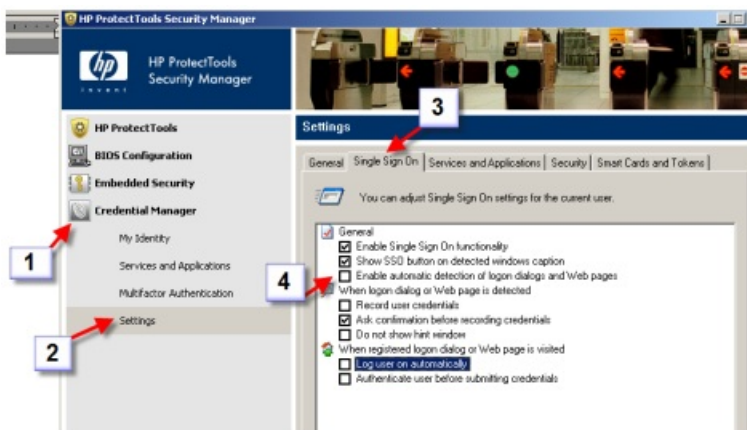 HP ProtectTools Security Manager
hp
invent
HP ProtectTools
Security Manager
3
HP ProtectTools
BIOS Configuration
Embedded Security
Credential Manager
1
My Identity
Services and Applications
Multifactor Authentication
Settings
2
Settings
General
Single Sign On
Services and Applications
Security
Smart Cards and Tokens
You can adjust Single Sign On settings for the current user.
General
Enable Single Sign On functionality
Show SSO button on detected windows caption
4
Enable automatic detection of logon dialogs and Web pages
When logon dialog or Web page is detected
Record user credentials
Ask confirmation before recording credentials
Do not show hint window
When registered logon dialog or Web page is visited
Log user on automatically
Authenticate user before submitting credentials